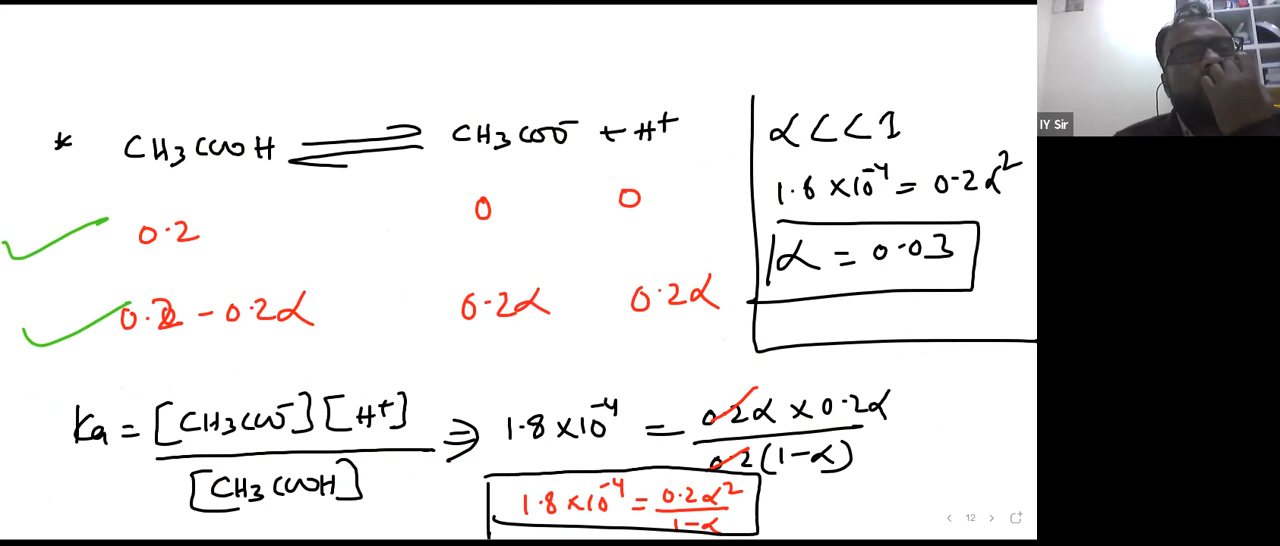 * CH3COOH ⇌ CH3COO⁻ + H⁺
0.2 0 0
0.2 - 0.2α 0.2α 0.2α
Ka = [CH3COO⁻][H⁺] / [CH3COOH] ⇒ 1.8 × 10⁻⁴ = 0.2α × 0.2α / 0.2(1-α)
1.8 × 10⁻⁴ = 0.2α² / 1-α
α <<1
1.8 × 10⁻⁴ = 0.2α²
α = 0.03
IY Sir
< 12 >